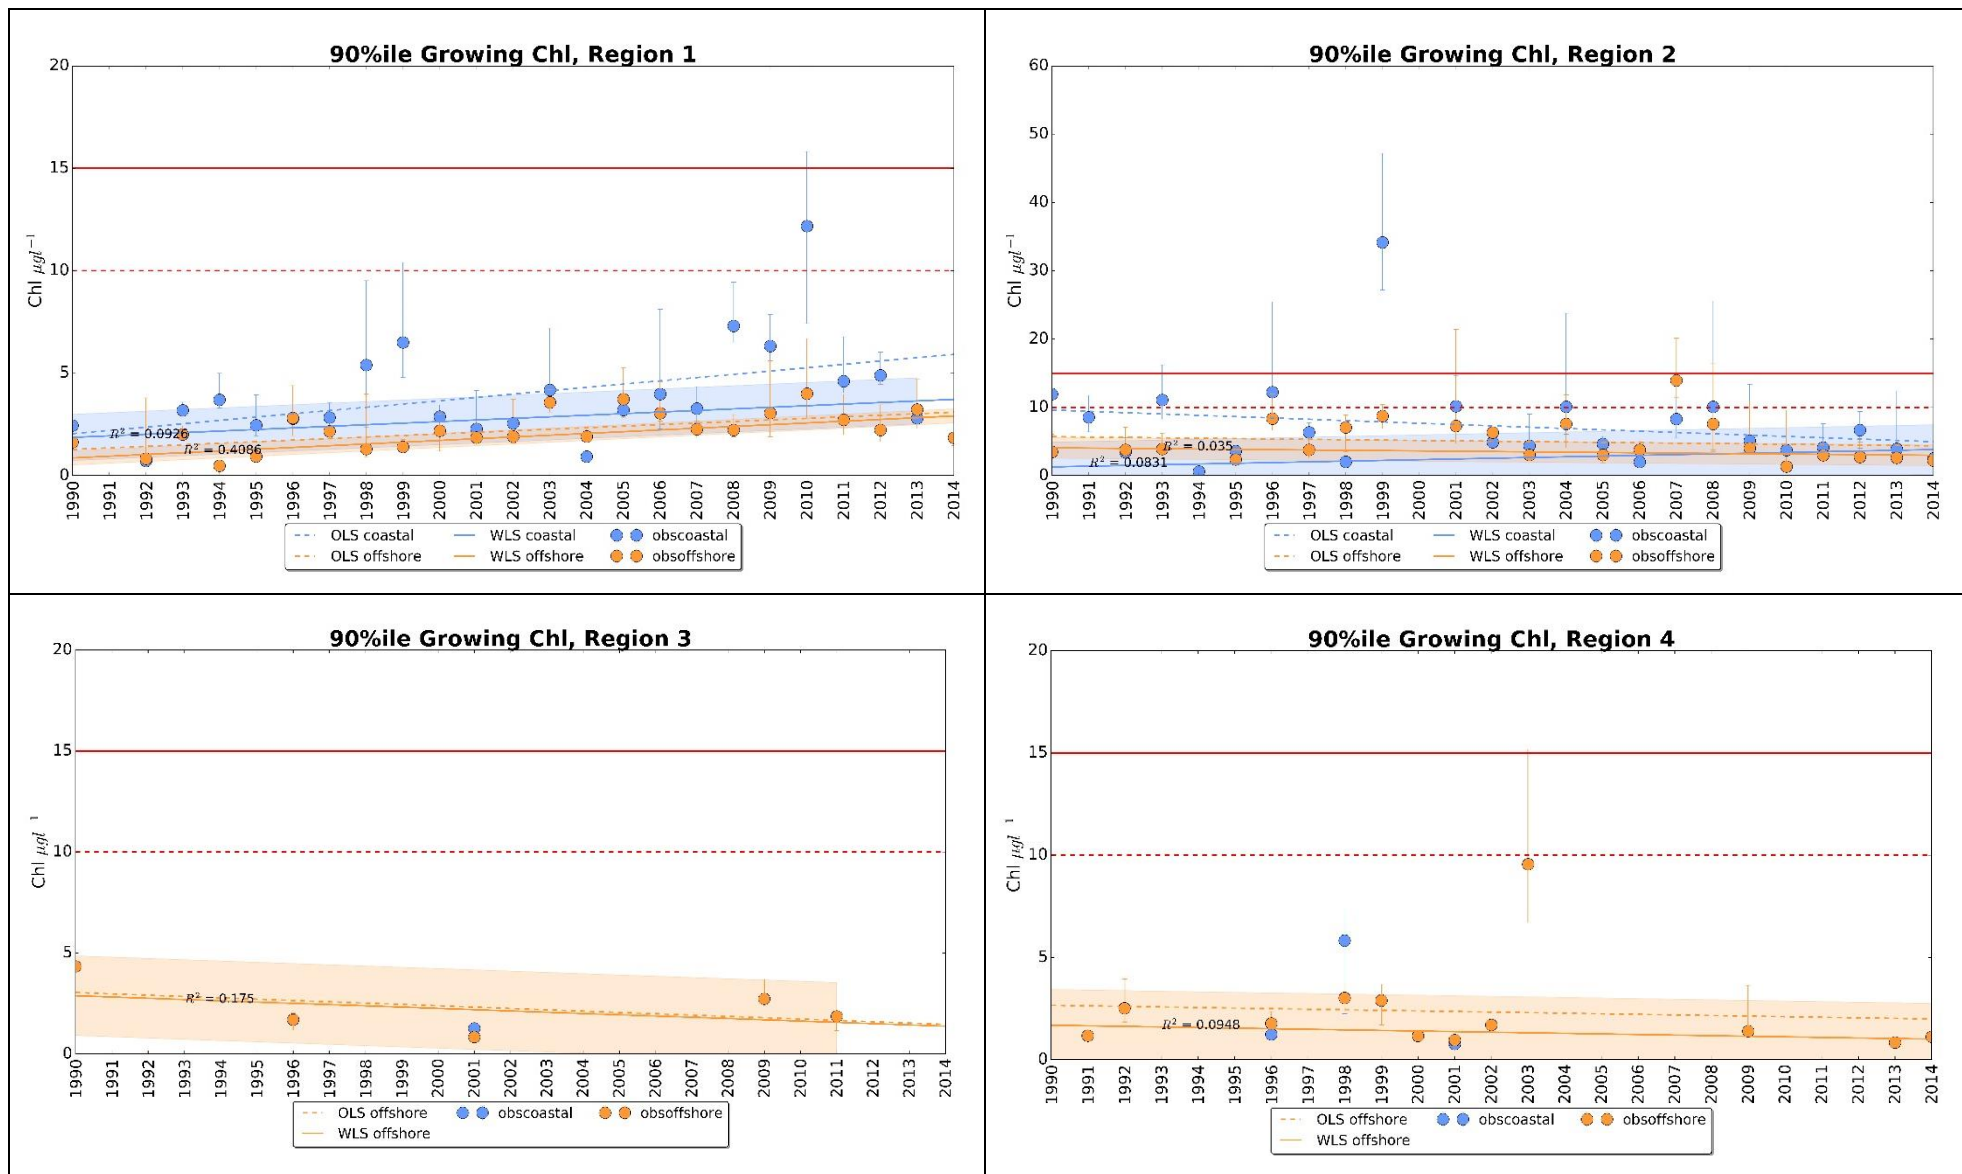 90%ile Growing Chl, Region 1
20
15
10
5
0
Chl µgl⁻¹
R² = 0.0926
R² = 0.4086
1990 1991 1992 1993 1994 1995 1996 1997 1998 1999 2000 2001 2002 2003 2004 2005 2006 2007 2008 2009 2010 2011 2012 2013 2014
OLS coastal WLS coastal obscoastal
OLS offshore WLS offshore obsoffshore
90%ile Growing Chl, Region 2
60
50
40
30
20
10
0
Chl µgl⁻¹
R² = 0.035
R² = 0.0831
1990 1991 1992 1993 1994 1995 1996 1997 1998 1999 2000 2001 2002 2003 2004 2005 2006 2007 2008 2009 2010 2011 2012 2013 2014
OLS coastal WLS coastal obscoastal
OLS offshore WLS offshore obsoffshore
90%ile Growing Chl, Region 3
20
15
10
5
0
Chl µgl ¹
R² = 0.175
1990 1991 1992 1993 1994 1995 1996 1997 1998 1999 2000 2001 2002 2003 2004 2005 2006 2007 2008 2009 2010 2011 2012 2013 2014
OLS offshore obscoastal obsoffshore
WLS offshore
90%ile Growing Chl, Region 4
20
15
10
5
0
Chl µgl ¹
R² = 0.0948
1990 1991 1992 1993 1994 1995 1996 1997 1998 1999 2000 2001 2002 2003 2004 2005 2006 2007 2008 2009 2010 2011 2012 2013 2014
OLS offshore obscoastal obsoffshore
WLS offshore